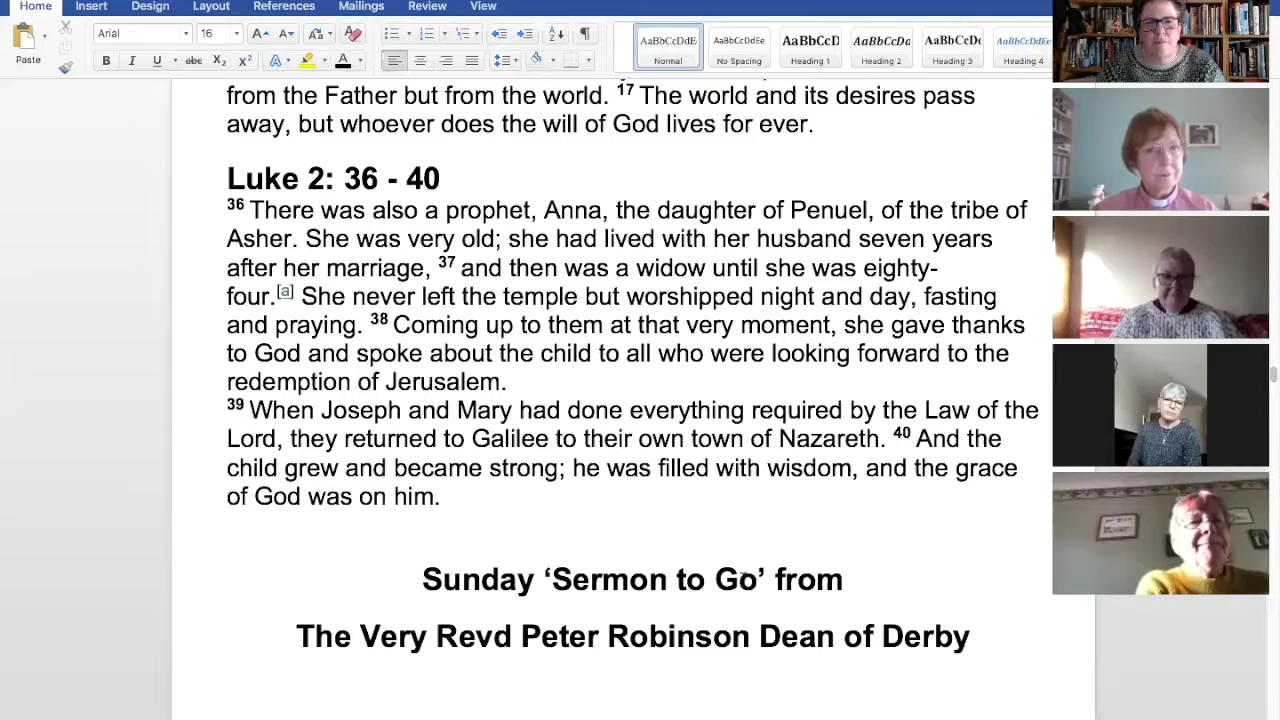 Home Insert Design Layout References Mailings Review View
Arial 16 AaBbCcDdE AaBbCcDdEe AaBbCcD AaBbCcDd AaBbCcDd AaBbCcDdE
Paste B I U abc X2 X2 A A Normal No Spacing Heading 1 Heading 2 Heading 3 Heading 4
from the Father but from the world. 17 The world and its desires pass
away, but whoever does the will of God lives for ever.
Luke 2: 36 - 40
36 There was also a prophet, Anna, the daughter of Penuel, of the tribe of
Asher. She was very old; she had lived with her husband seven years
after her marriage, 37 and then was a widow until she was eighty-
four.[a] She never left the temple but worshipped night and day, fasting
and praying. 38 Coming up to them at that very moment, she gave thanks
to God and spoke about the child to all who were looking forward to the
redemption of Jerusalem.
39 When Joseph and Mary had done everything required by the Law of the
Lord, they returned to Galilee to their own town of Nazareth. 40 And the
child grew and became strong; he was filled with wisdom, and the grace
of God was on him.
Sunday ‘Sermon to Go’ from
The Very Revd Peter Robinson Dean of Derby